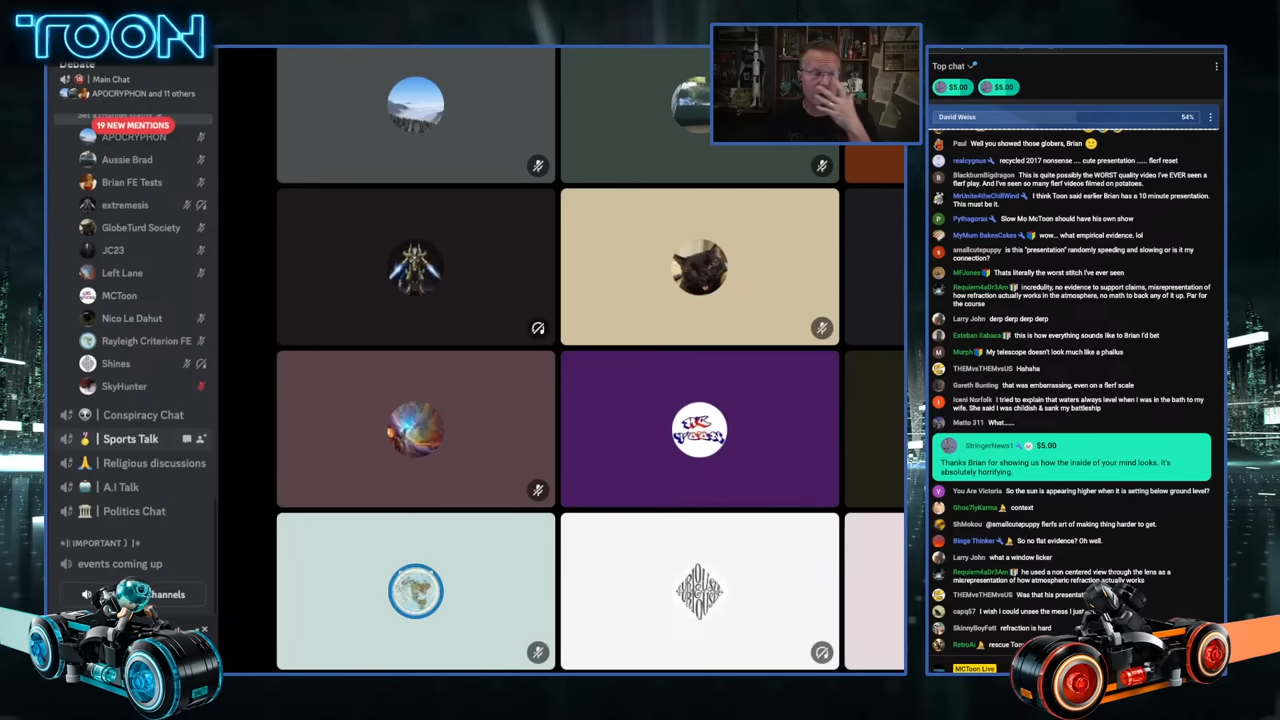 TOON
Debate
Main Chat
APOCRYPHON and 11 others
19 NEW MENTIONS
APOCRYPHON
Aussie Brad
Brian FE Tests
extremesis
GlobeTurd Society
JC23
Left Lane
MCToon
Nico Le Dahut
Rayleigh Criterion FE
Shines
SkyHunter
| Conspiracy Chat
| Sports Talk
| Religious discussions
| A.I Talk
| Politics Chat
IMPORTANT
events coming up
MC
TOON
Top chat
$5.00
$5.00
David Weiss
54%
Paul Well you showed those globers, Brian
realcygnus recycled 2017 nonsense .... cute presentation ...... flerf reset
BlackburnBigdragon This is quite possibly the WORST quality video I'VE EVER seen a
flerf play. And I've seen so many flerf videos filmed on potatoes.
MrUnite4theChillWind I think Toon said earlier Brian has a 10 minute presentation.
This must be it.
Pythagoras Slow Mo McToon should have his own show
MyMum BakesCakes wow... what empirical evidence. lol
smallcutepuppy is this "presentation" randomly speeding and slowing or is it my
connection?
MFJones Thats literally the worst stitch I've ever seen
Requiem4aDr3Am incredulity, no evidence to support claims, misrepresentation of
how refraction actually works in the atmosphere, no math to back any of it up. Par for
the course
Larry John derp derp derp derp
Esteban this is how everything sounds like to Brian I'd bet
Murph My telescope doesn't look much like a phallus
THEMvsTHEMvsUS Hahaha
Gareth Bunting that was embarrassing, even on a flerf scale
Iceni Norfolk I tried to explain that waters always level when I was in the bath to my
wife. She said I was childish & sank my battleship
Matto 311 What......
StringerNews1 $5.00
Thanks Brian for showing us how the inside of your mind looks. It's
absolutely horrifying.
You Are Victoria So the sun is appearing higher when it is setting below ground level?
Ghos7lyKarma context
ShMokou @smallcutepuppy flerfs art of making thing harder to get.
Binge Thinker So no flat evidence? Oh well.
Larry John what a window licker
Requiem4aDr3Am he used a non centered view through the lens as a
misrepresentation of how atmospheric refraction actually works
THEMvsTHEMvsUS Was that his
capq57 I wish I could unsee the mess I
SkinnyBoyFatt refraction is hard
RetroAi rescue
MCToon Live